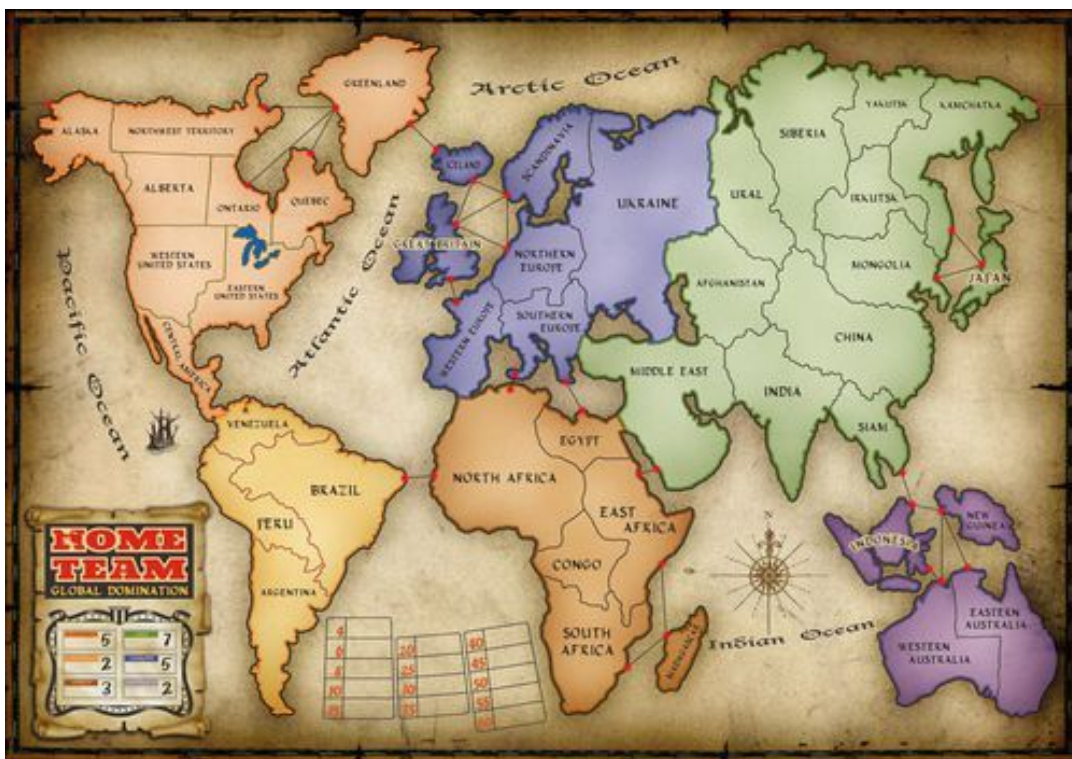 Arctic Ocean
GREENLAND
ALASKA
NORTHWEST TERRITORY
ALBERTA
ONTARIO
QUEBEC
WESTERN
UNITED STATES
EASTERN
UNITED STATES
CENTRAL AMERICA
Pacific Ocean
Atlantic Ocean
ICELAND
SCANDINAVIA
GREAT BRITAIN
UKRAINE
NORTHERN
EUROPE
SOUTHERN
EUROPE
WESTERN EUROPE
YAKUTSK
KAMCHATKA
SIBERIA
URAL
IRKUTSK
MONGOLIA
JAPAN
AFGHANISTAN
CHINA
MIDDLE EAST
INDIA
SIAM
VENEZUELA
BRAZIL
PERU
ARGENTINA
NORTH AFRICA
EGYPT
EAST
AFRICA
CONGO
SOUTH
AFRICA
MADAGASCAR
N
Indian Ocean
INDONESIA
NEW
GUINEA
EASTERN
AUSTRALIA
WESTERN
AUSTRALIA
HOME
TEAM
GLOBAL DOMINATION
5 7
2 5
3 2
4
6
8
10
15
20
25
30
35
40
45
50
55
60